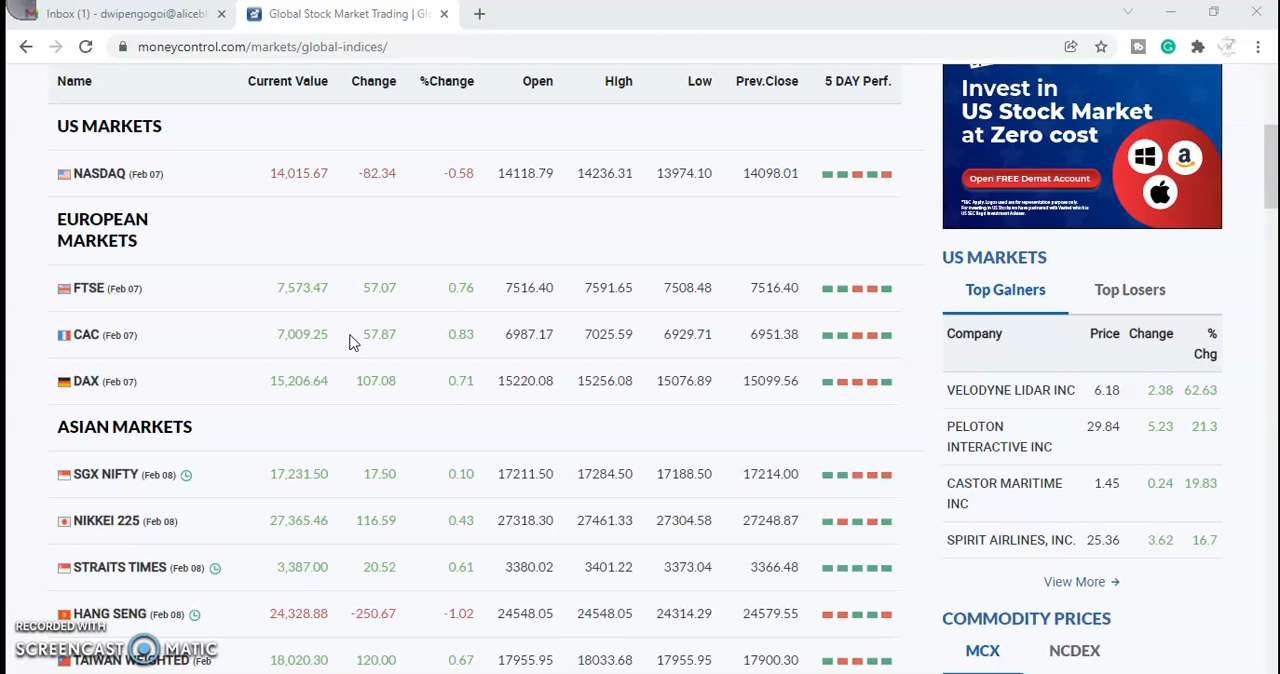 Inbox (1) - dwipengogoi@alicebl
Global Stock Market Trading | Glo
moneycontrol.com/markets/global-indices/
Name Current Value Change %Change Open High Low Prev.Close 5 DAY Perf.
US MARKETS
NASDAQ (Feb 07) 14,015.67 -82.34 -0.58 14118.79 14236.31 13974.10 14098.01
EUROPEAN
MARKETS
FTSE (Feb 07) 7,573.47 57.07 0.76 7516.40 7591.65 7508.48 7516.40
CAC (Feb 07) 7,009.25 57.87 0.83 6987.17 7025.59 6929.71 6951.38
DAX (Feb 07) 15,206.64 107.08 0.71 15220.08 15256.08 15076.89 15099.56
ASIAN MARKETS
SGX NIFTY (Feb 08) 17,231.50 17.50 0.10 17211.50 17284.50 17188.50 17214.00
NIKKEI 225 (Feb 08) 27,365.46 116.59 0.43 27318.30 27461.33 27304.58 27248.87
STRAITS TIMES (Feb 08) 3,387.00 20.52 0.61 3380.02 3401.22 3373.04 3366.48
HANG SENG (Feb 08) 24,328.88 -250.67 -1.02 24548.05 24548.05 24314.29 24579.55
TAIWAN WEIGHTED (Feb 18,020.30 120.00 0.67 17955.95 18033.68 17955.95 17900.30
RECORDED WITH
SCREENCAST MATIC
Invest in
US Stock Market
at Zero cost
Open FREE Demat Account
US MARKETS
Top Gainers Top Losers
Company Price Change %
Chg
VELODYNE LIDAR INC 6.18 2.38 62.63
PELOTON 29.84 5.23 21.3
INTERACTIVE INC
CASTOR MARITIME 1.45 0.24 19.83
INC
SPIRIT AIRLINES, INC. 25.36 3.62 16.7
View More
COMMODITY PRICES
MCX NCDEX